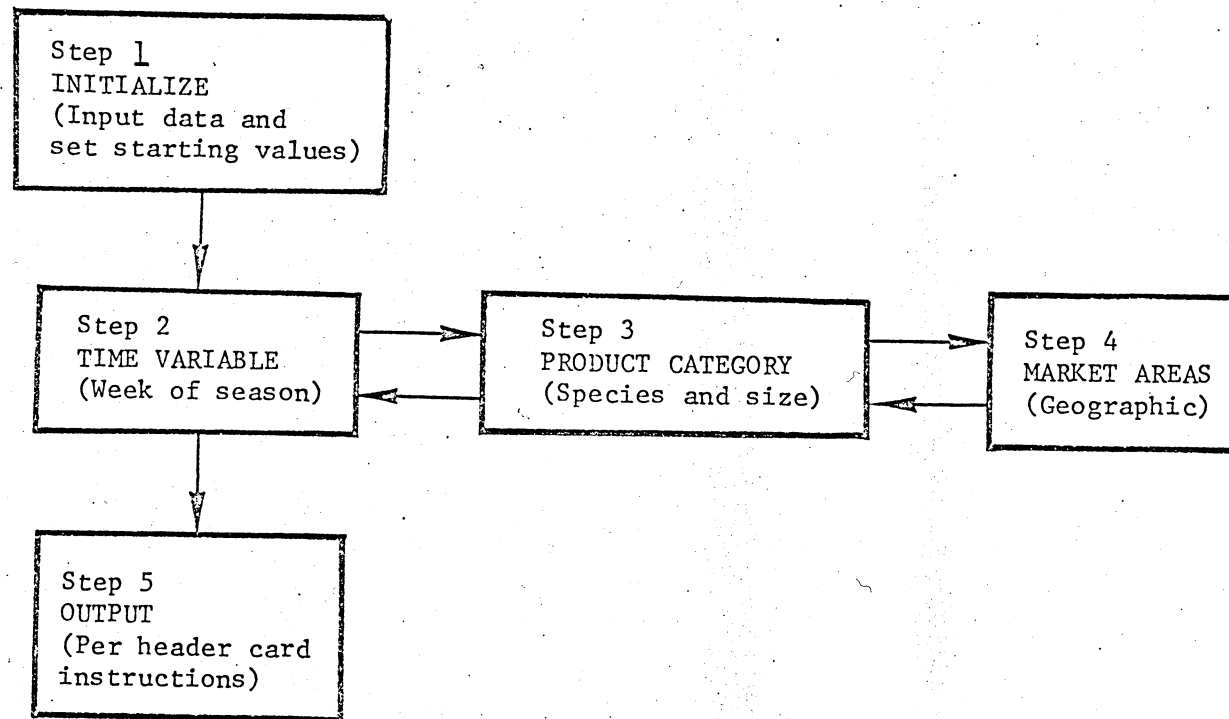 Step 1
INITIALIZE
(Input data and
set starting values)
Step 2
TIME VARIABLE
(Week of season)
Step 3
PRODUCT CATEGORY
(Species and size)
Step 4
MARKET AREAS
(Geographic)
Step 5
OUTPUT
(Per header card
instructions)